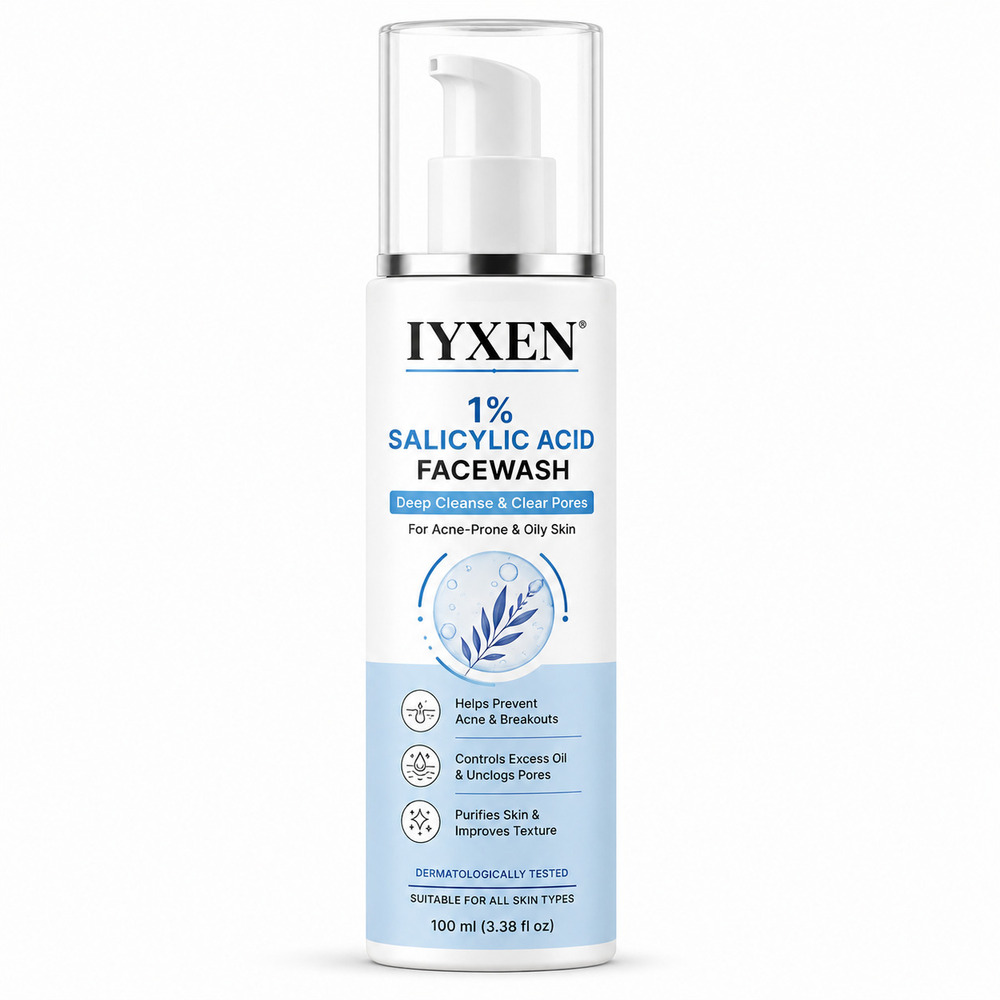 IYXEN®
1%
SALICYLIC ACID
FACEWASH
Deep Cleanse & Clear Pores
For Acne-Prone & Oily Skin
Helps Prevent
Acne & Breakouts
Controls Excess Oil
& Unclogs Pores
Purifies Skin &
Improves Texture
DERMATOLOGICALLY TESTED
SUITABLE FOR ALL SKIN TYPES
100 ml (3.38 fl oz)